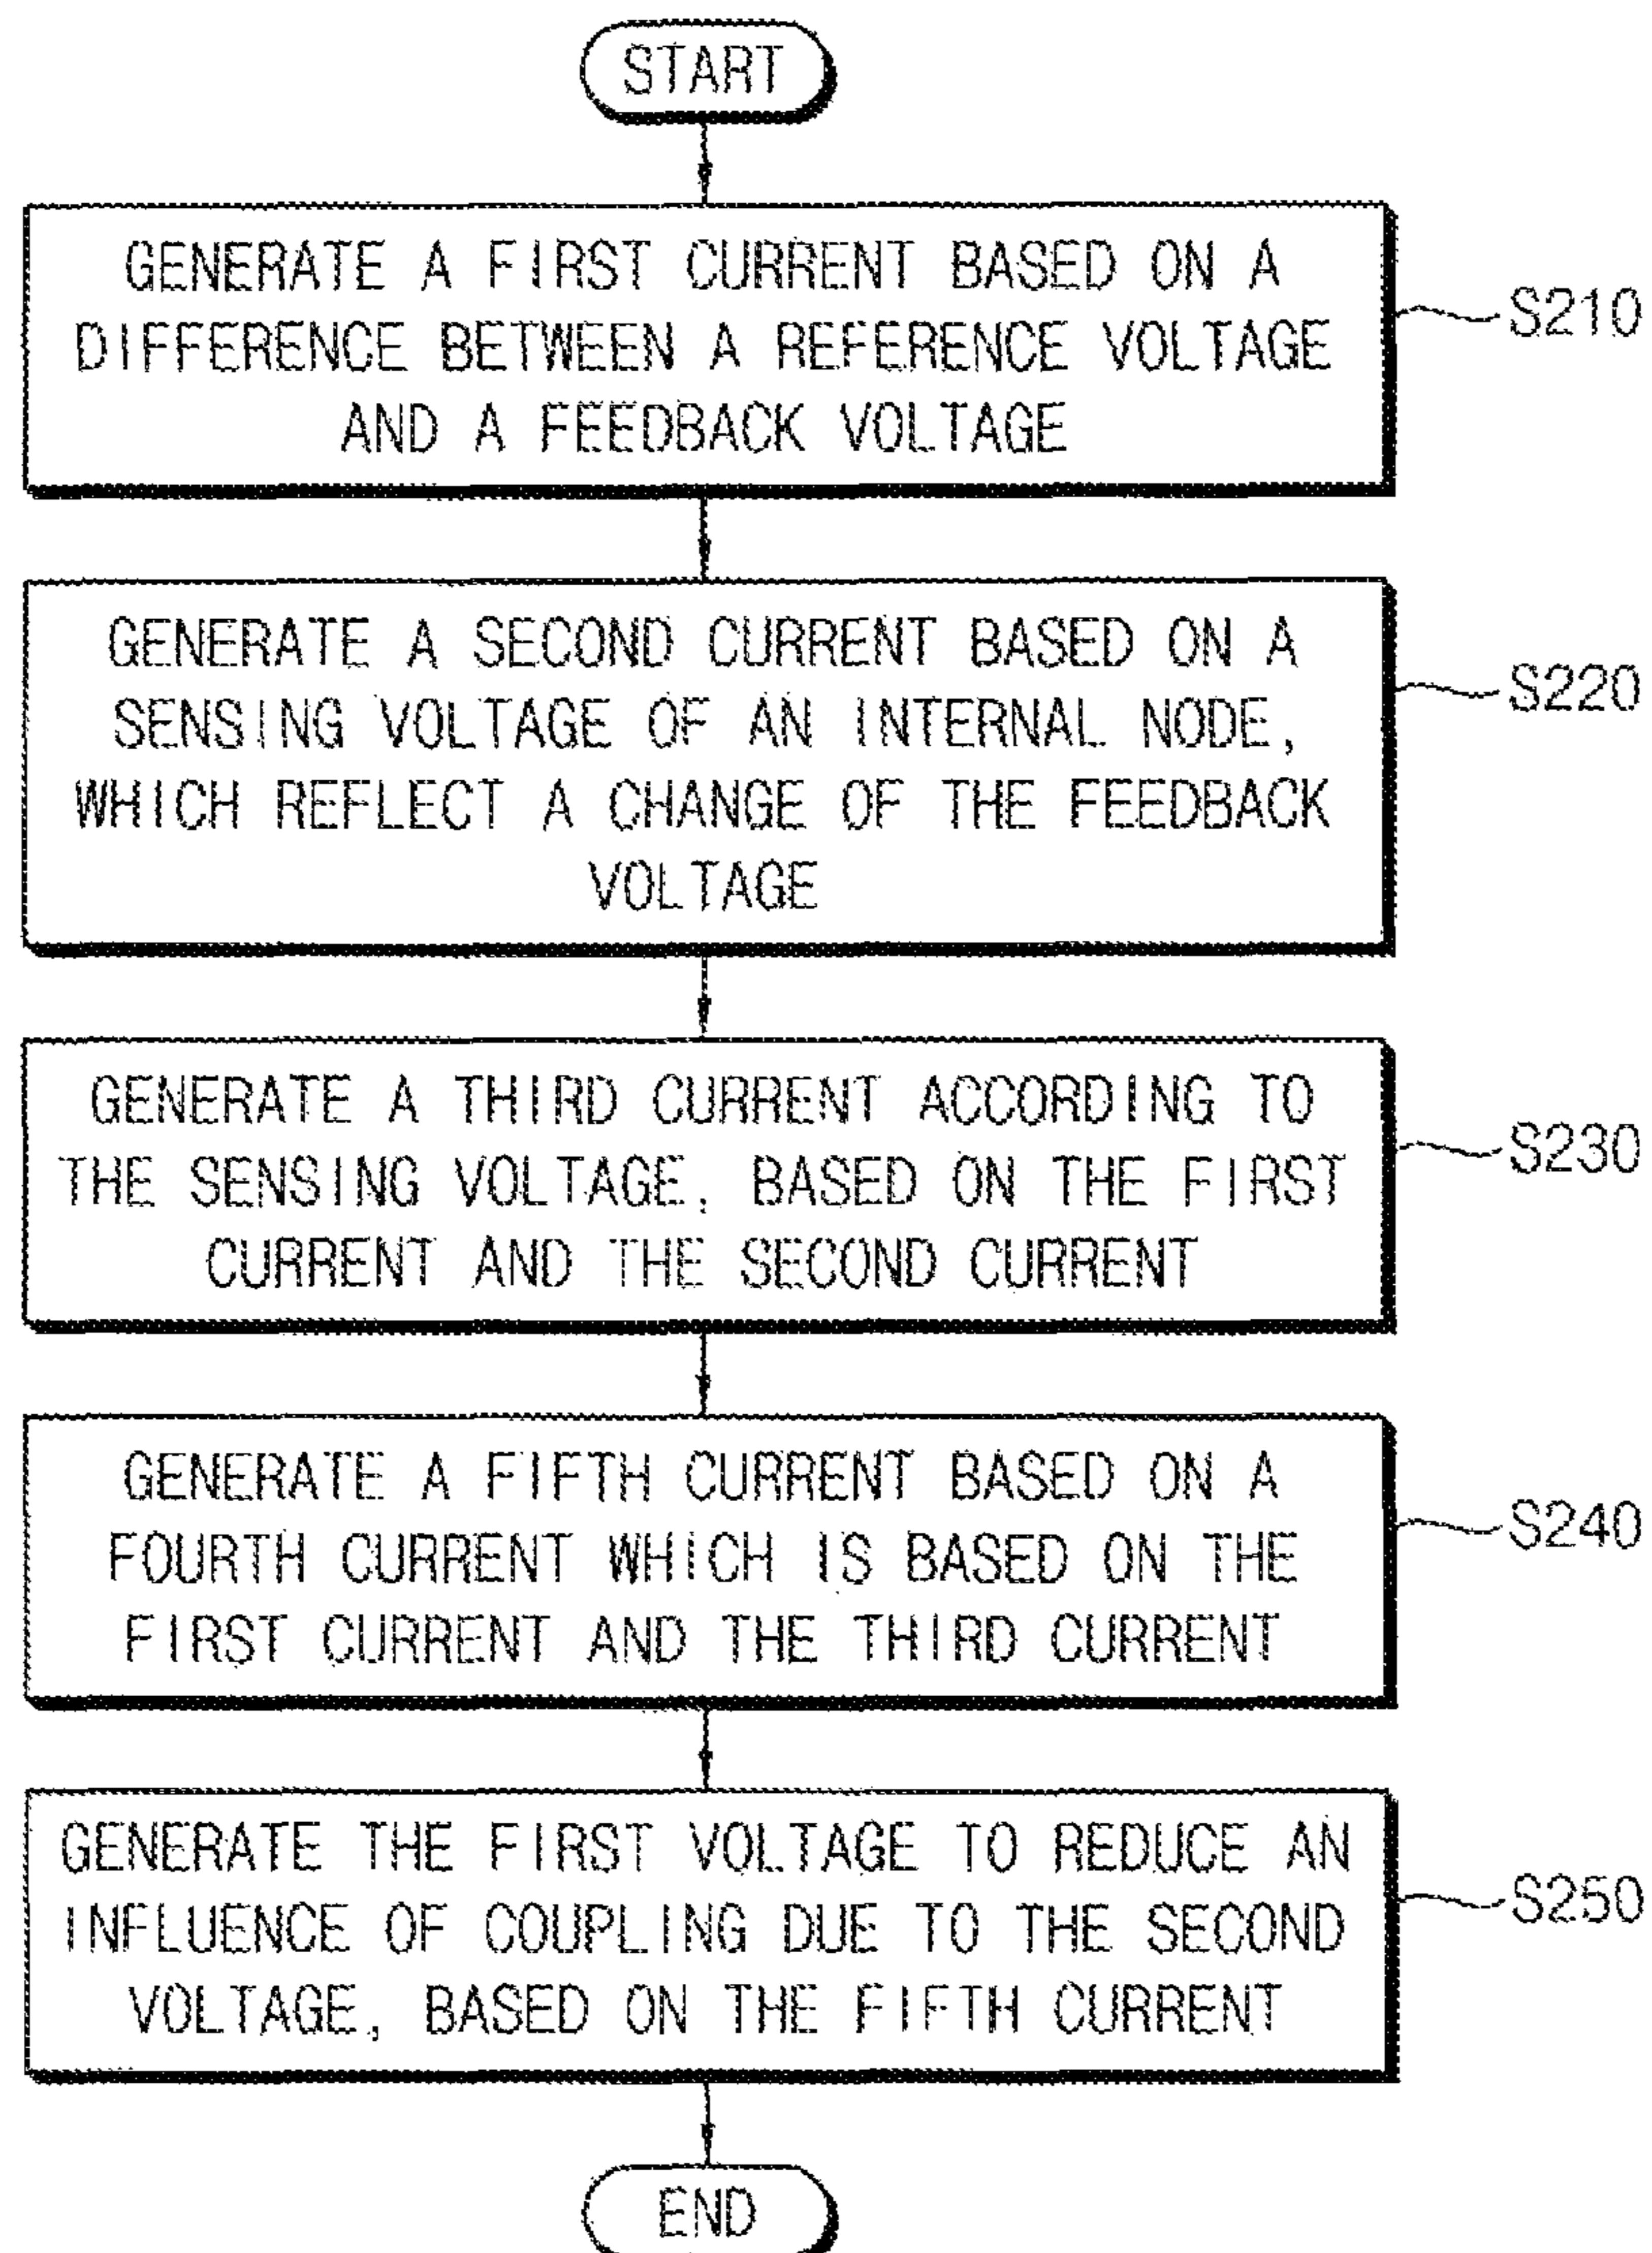 START
GENERATE A FIRST CURRENT BASED ON A
DIFFERENCE BETWEEN A REFERENCE VOLTAGE
AND A FEEDBACK VOLTAGE
S210
GENERATE A SECOND CURRENT BASED ON A
SENSING VOLTAGE OF AN INTERNAL NODE,
WHICH REFLECT A CHANGE OF THE FEEDBACK
VOLTAGE
S220
GENERATE A THIRD CURRENT ACCORDING TO
THE SENSING VOLTAGE, BASED ON THE FIRST
CURRENT AND THE SECOND CURRENT
S230
GENERATE A FIFTH CURRENT BASED ON A
FOURTH CURRENT WHICH IS BASED ON THE
FIRST CURRENT AND THE THIRD CURRENT
S240
GENERATE THE FIRST VOLTAGE TO REDUCE AN
INFLUENCE OF COUPLING DUE TO THE SECOND
VOLTAGE, BASED ON THE FIFTH CURRENT
S250
END